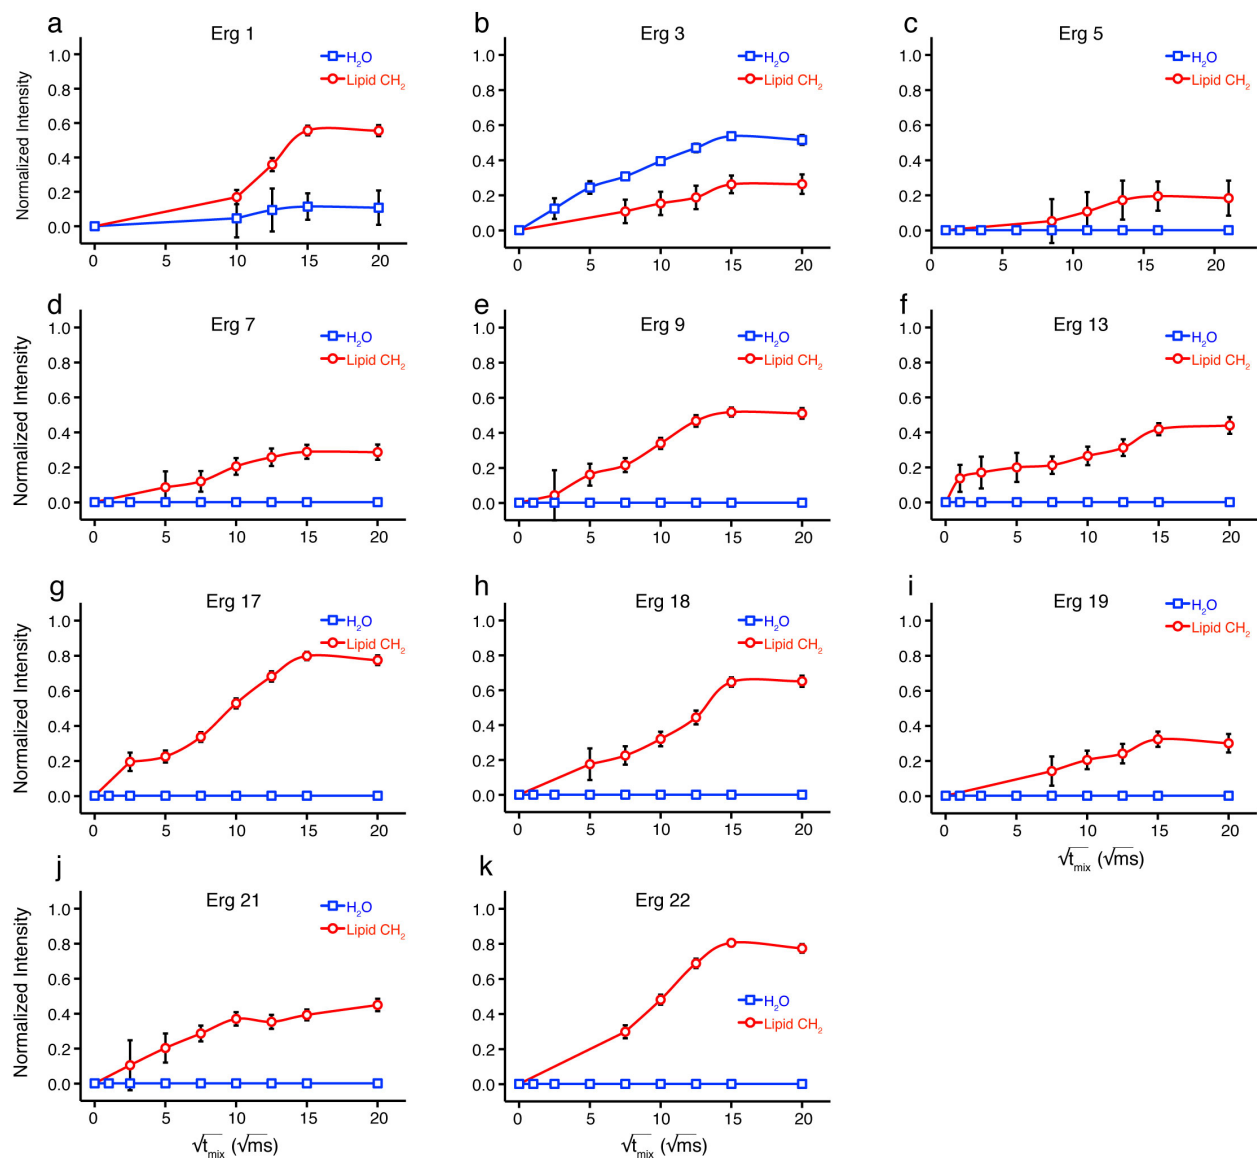 a
Erg 1
H₂O
Lipid CH₂
Normalized Intensity
1.0
0.8
0.6
0.4
0.2
0.0
0 5 10 15 20
b
Erg 3
H₂O
Lipid CH₂
1.0
0.8
0.6
0.4
0.2
0.0
0 5 10 15 20
c
Erg 5
H₂O
Lipid CH₂
1.0
0.8
0.6
0.4
0.2
0.0
0 5 10 15 20
d
Erg 7
H₂O
Lipid CH₂
Normalized Intensity
1.0
0.8
0.6
0.4
0.2
0.0
0 5 10 15 20
e
Erg 9
H₂O
Lipid CH₂
1.0
0.8
0.6
0.4
0.2
0.0
0 5 10 15 20
f
Erg 13
H₂O
Lipid CH₂
1.0
0.8
0.6
0.4
0.2
0.0
0 5 10 15 20
g
Erg 17
H₂O
Lipid CH₂
Normalized Intensity
1.0
0.8
0.6
0.4
0.2
0.0
0 5 10 15 20
h
Erg 18
H₂O
Lipid CH₂
1.0
0.8
0.6
0.4
0.2
0.0
0 5 10 15 20
i
Erg 19
H₂O
Lipid CH₂
1.0
0.8
0.6
0.4
0.2
0.0
0 5 10 15 20
√t_mix (√ms)
j
Erg 21
H₂O
Lipid CH₂
Normalized Intensity
1.0
0.8
0.6
0.4
0.2
0.0
0 5 10 15 20
√t_mix (√ms)
k
Erg 22
H₂O
Lipid CH₂
1.0
0.8
0.6
0.4
0.2
0.0
0 5 10 15 20
√t_mix (√ms)